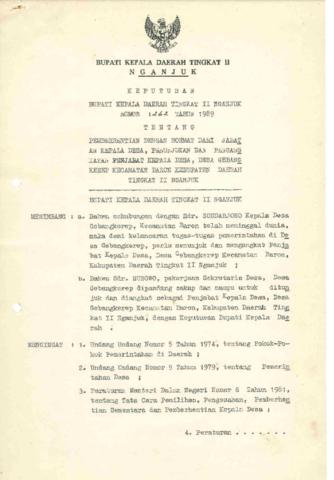 BUPATI KEPALA DAERAH TINGKAT II
N G A N J U K
K E P U T U S A N
BUPATI KEPALA DAERAH TINGKAT II NGANJUK
NOMOR TAHUN 1989
T E N T A N G
PEMBERHENTIAN DENGAN HORMAT DARI JABAT
AN KEPALA DESA, PENUNJUKAN DAN PENGANG
KATAN PENJABAT KEPALA DESA, DESA GEBANG
KEREP KECAMATAN BARON KABUPATEN DAERAH
TINGKAT II NGANJUK
BUPATI KEPALA DAERAH TINGKAT II NGANJUK
MENIMBANG : a. Bahwa sehubungan dengan Sdr. SOEDARJONO Kepala Desa
Gebangkerep, Kecamatan Baron telah meninggal dunia,
maka demi kelancaran tugas-tugas pemerintahan di De
sa Gebangkerep, perlu menunjuk dan mengangkat Penja
bat Kepala Desa, Desa Gebangkerep Kecamatan Baron,
Kabupaten Daerah Tingkat II Nganjuk ;
b. Bahwa Sdr. pekerjaan Sekretaris Desa, Desa
Gebangkerep dipandang cakap dan mampu untuk ditun
juk dan diangkat sebagai Penjabat Kepala Desa, Desa
Gebangkerep Kecamatan Baron, Kabupaten Daerah Ting
kat II Nganjuk, dengan Keputusan Bupati Kepala Dae
rah .
MENGINGAT : 1. Undang Undang Nomor 5 Tahun 1974, tentang Pokok-Po
kok Pemerintahan di Daerah ;
2. Undang Undang Nomor 5 Tahun 1979, tentang Pemerin
tahan Desa ;
3. Peraturan Menteri Dalam Negeri Nomor 6 Tahun 1981,
tentang Tata Cara Pemilihan, Pengesahan, Pemberhen
tian Sementara dan Pemberhentian Kepala Desa ;
4. Peraturan . . . . . . .